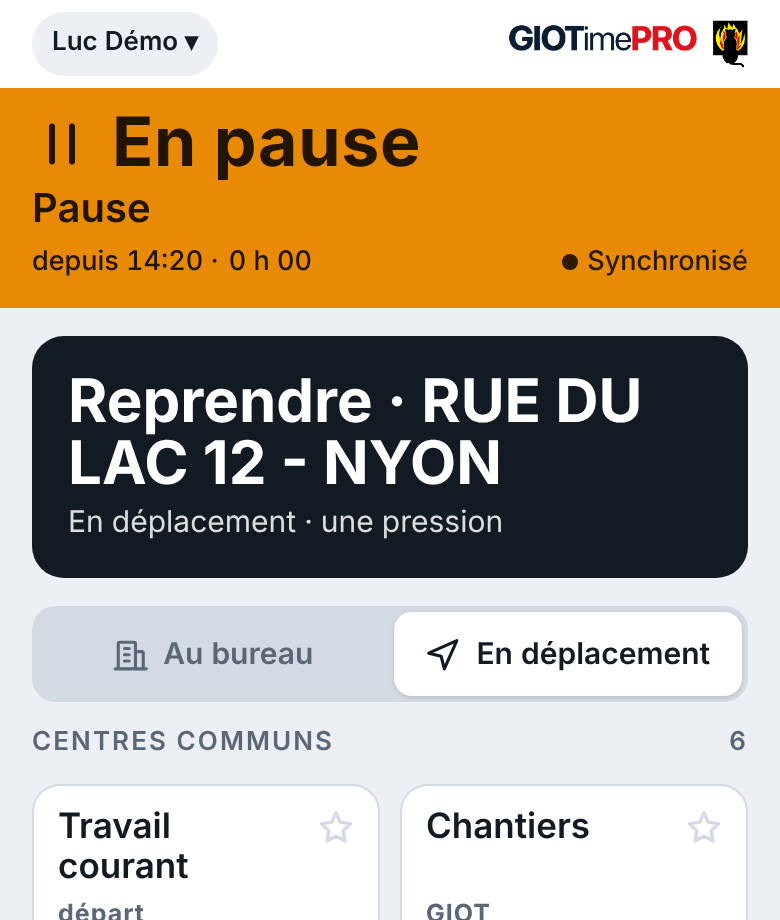 Luc Démo ▾
GIOTimePRO
En pause
Pause
depuis 14:20 · 0 h 00
Synchronisé
Reprendre · RUE DU
LAC 12 - NYON
En déplacement · une pression
Au bureau
En déplacement
CENTRES COMMUNS
6
Travail
courant
Chantiers
départ
GIOT